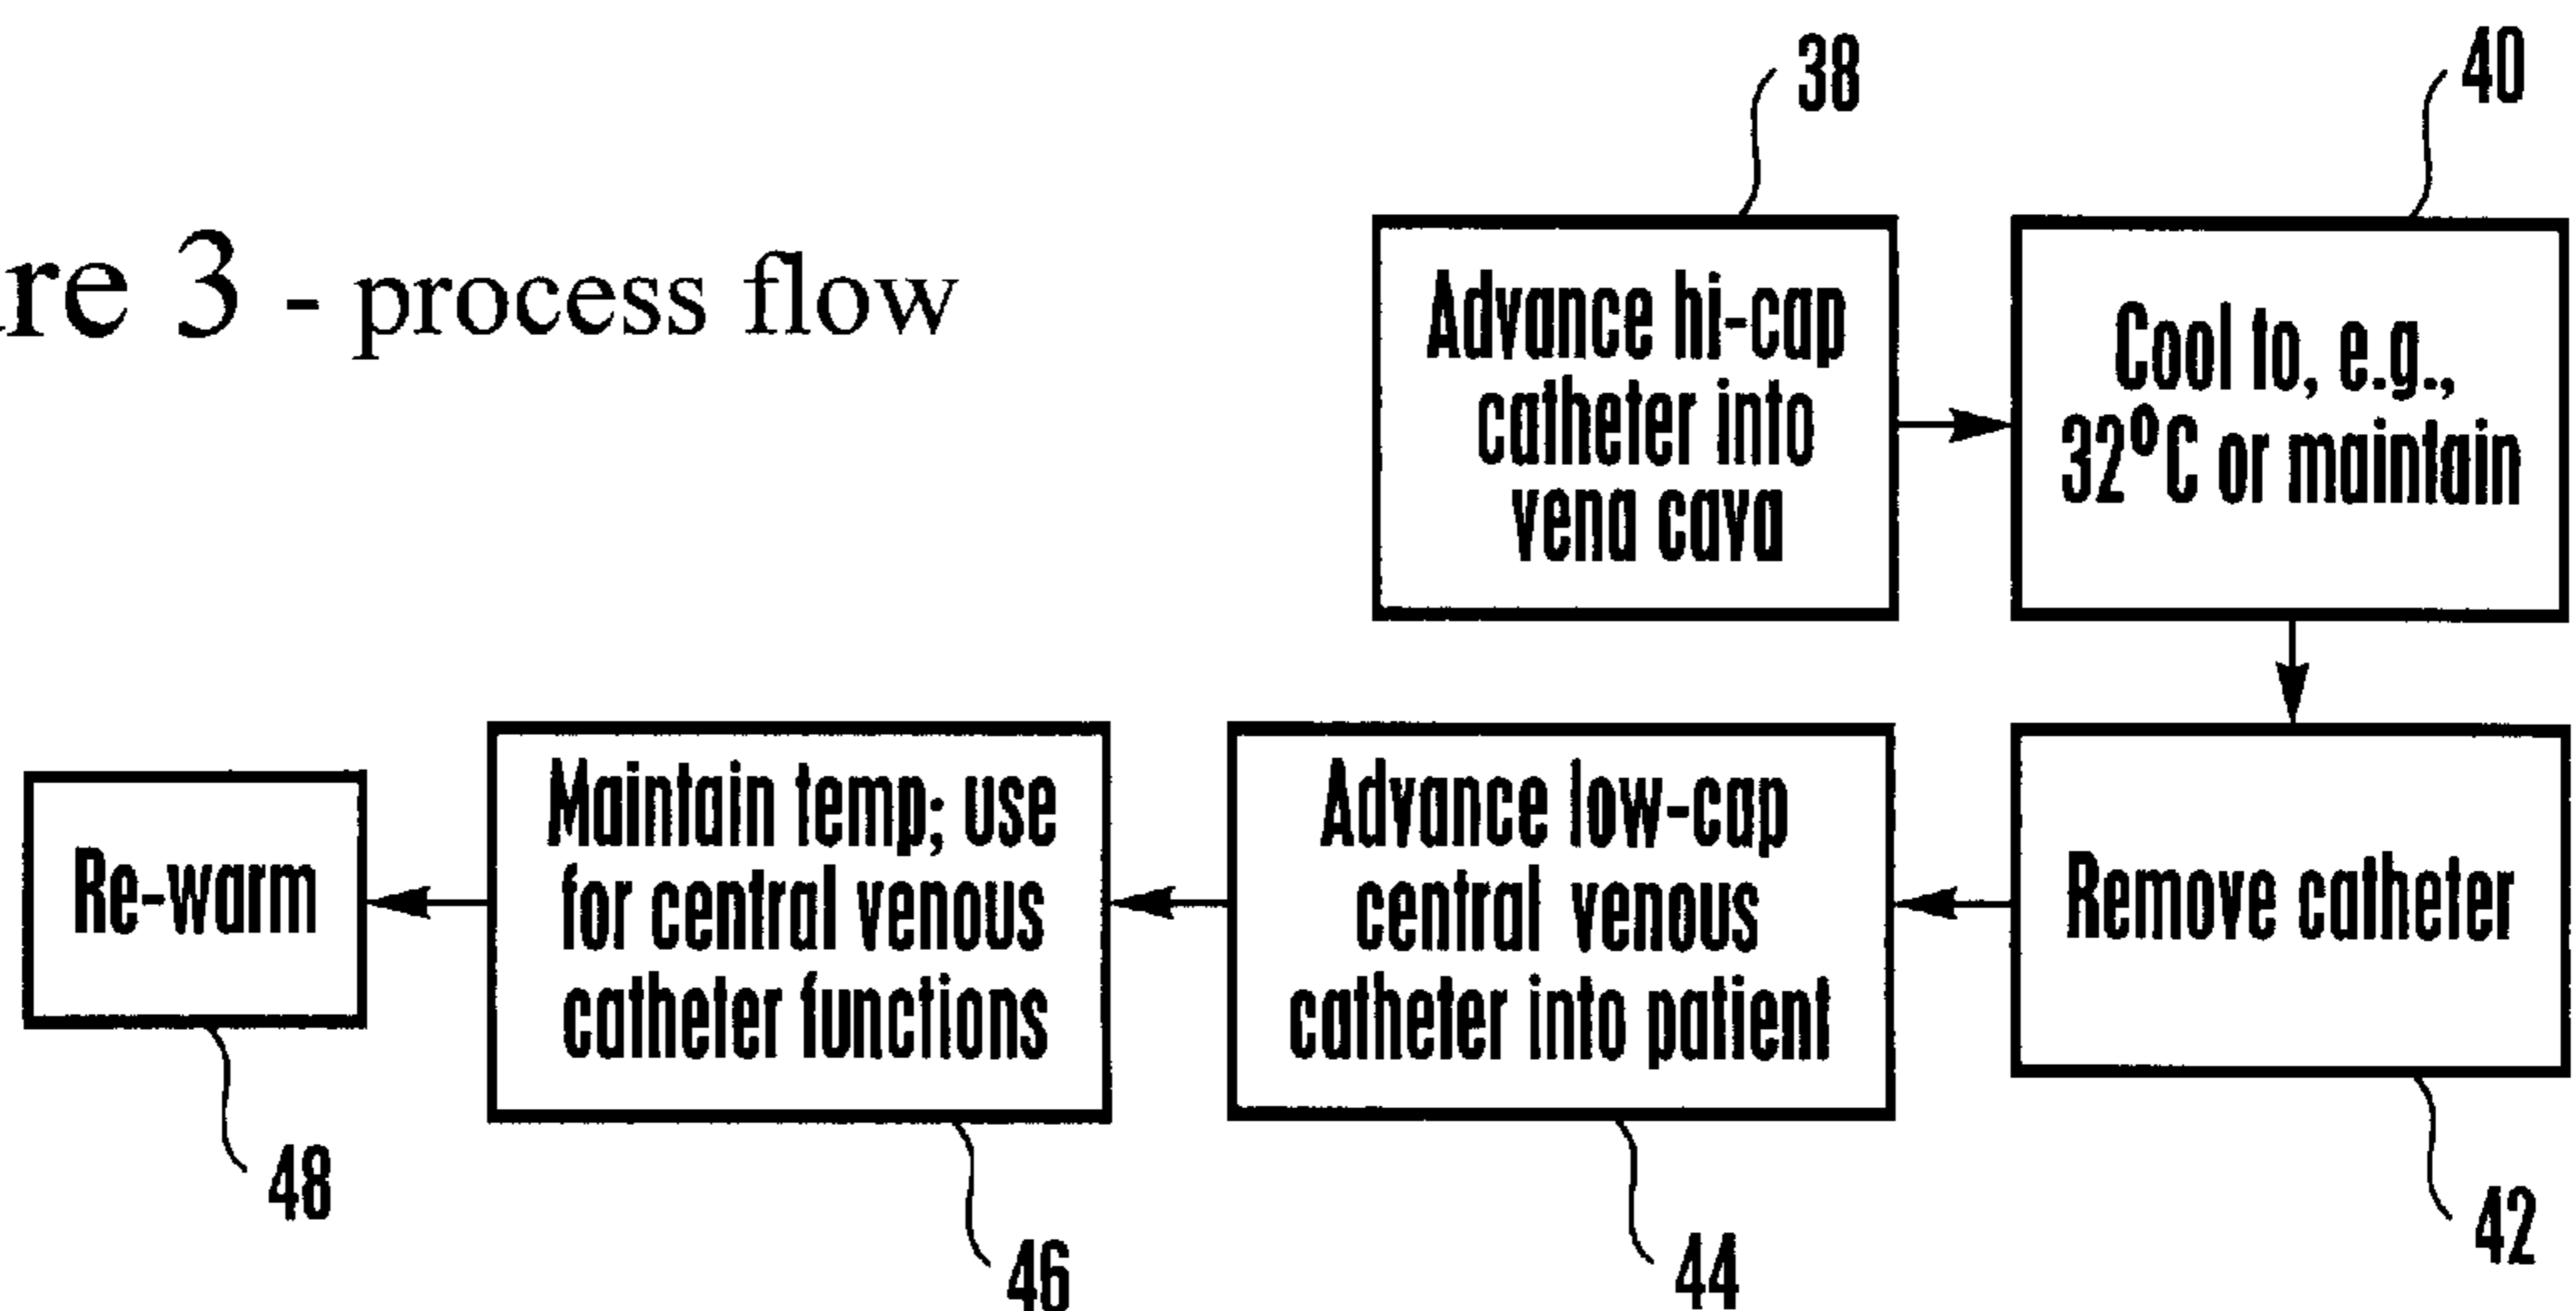 38
40
re 3 - process flow
Advance hi-cap
catheter into
vena cava
Cool to, e.g.,
32°C or maintain
Remove catheter
42
Advance low-cap
central venous
catheter into patient
44
Maintain temp; use
for central venous
catheter functions
46
Re-warm
48